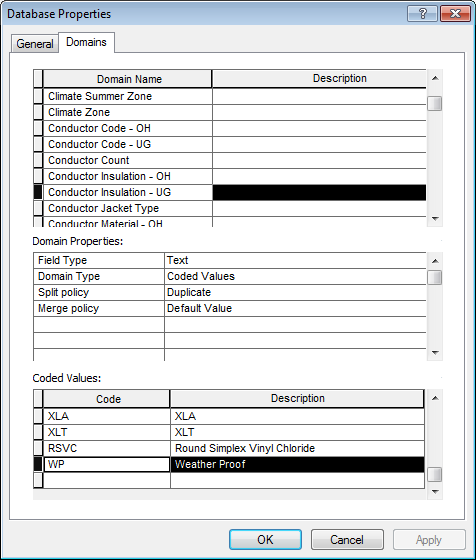 Database Properties
General Domains
Domain Name Description
Climate Summer Zone
Climate Zone
Conductor Code - OH
Conductor Code - UG
Conductor Count
Conductor Insulation - OH
Conductor Insulation - UG
Conductor Jacket Type
Conductor Material - OH
Domain Properties:
Field Type Text
Domain Type Coded Values
Split policy Duplicate
Merge policy Default Value
Coded Values:
Code Description
XLA XLA
XLT XLT
RSVC Round Simplex Vinyl Chloride
WP Weather Proof
OK Cancel Apply